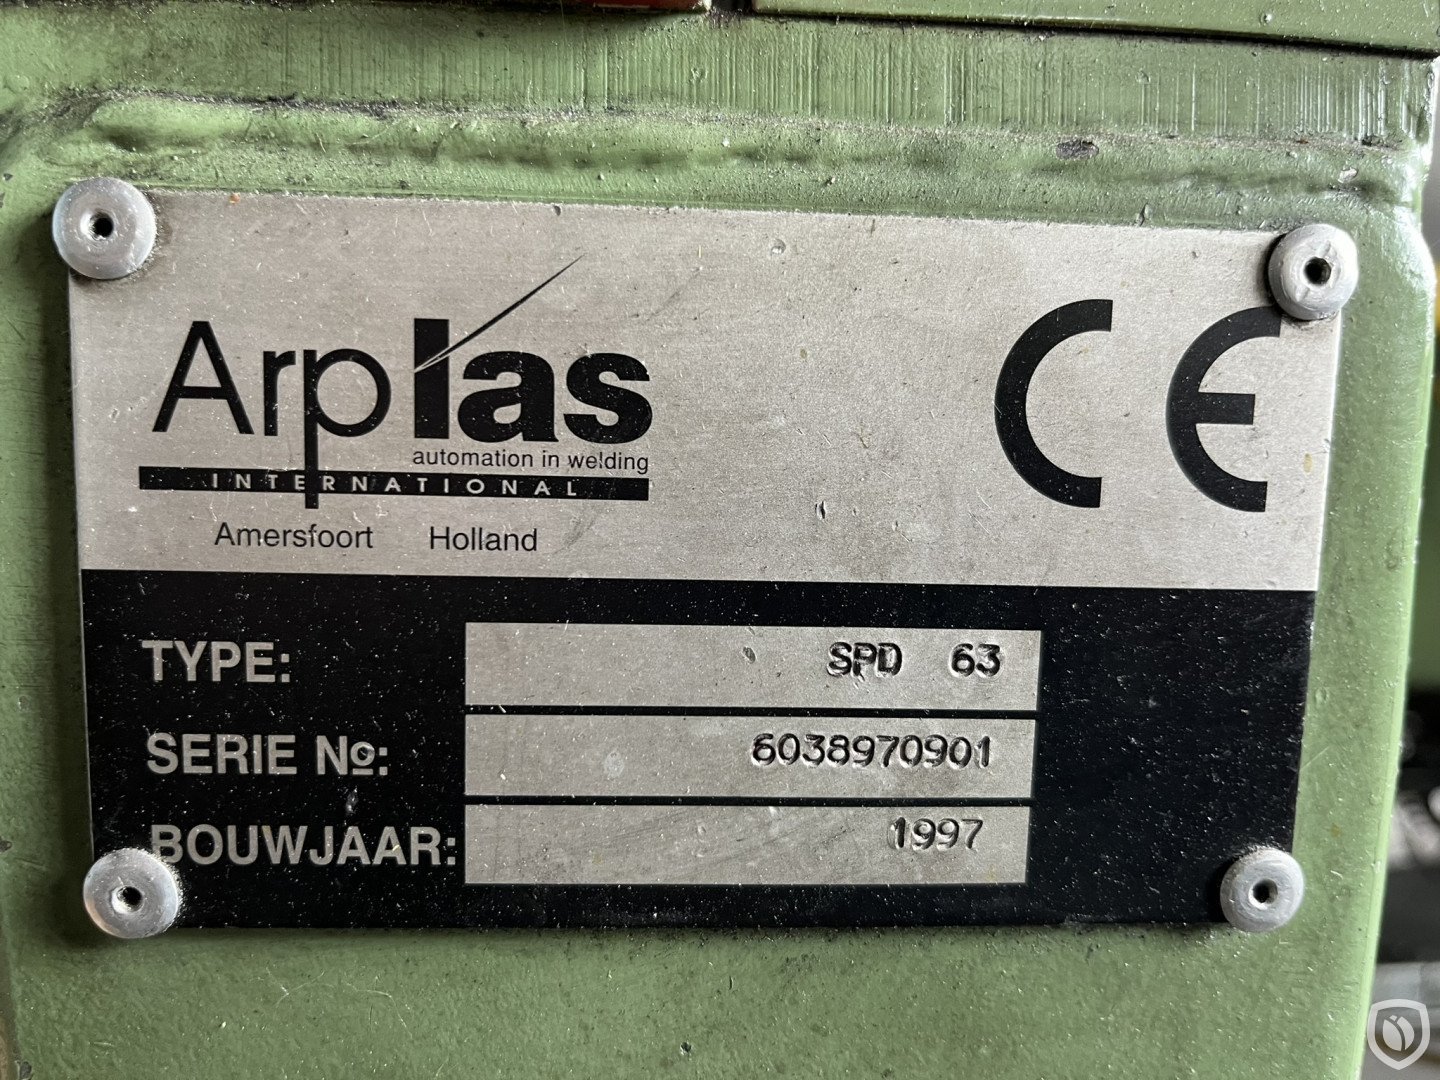 Arplas
automation in welding
INTERNATIONAL
Amersfoort Holland
CE
TYPE: SPD 63
SERIE No: 6038970901
BOUWJAAR: 1997